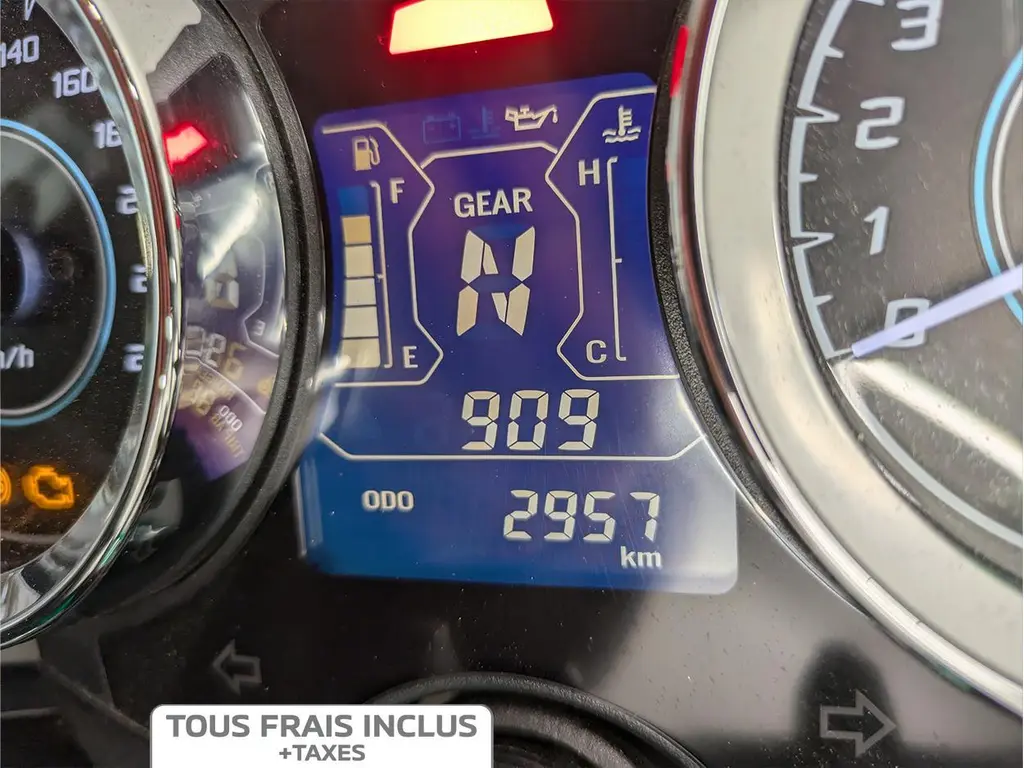 140
160
3
2
1
0
F
H
GEAR
N
E
C
909
ODO
2957
km
TOUS FRAIS INCLUS
+TAXES